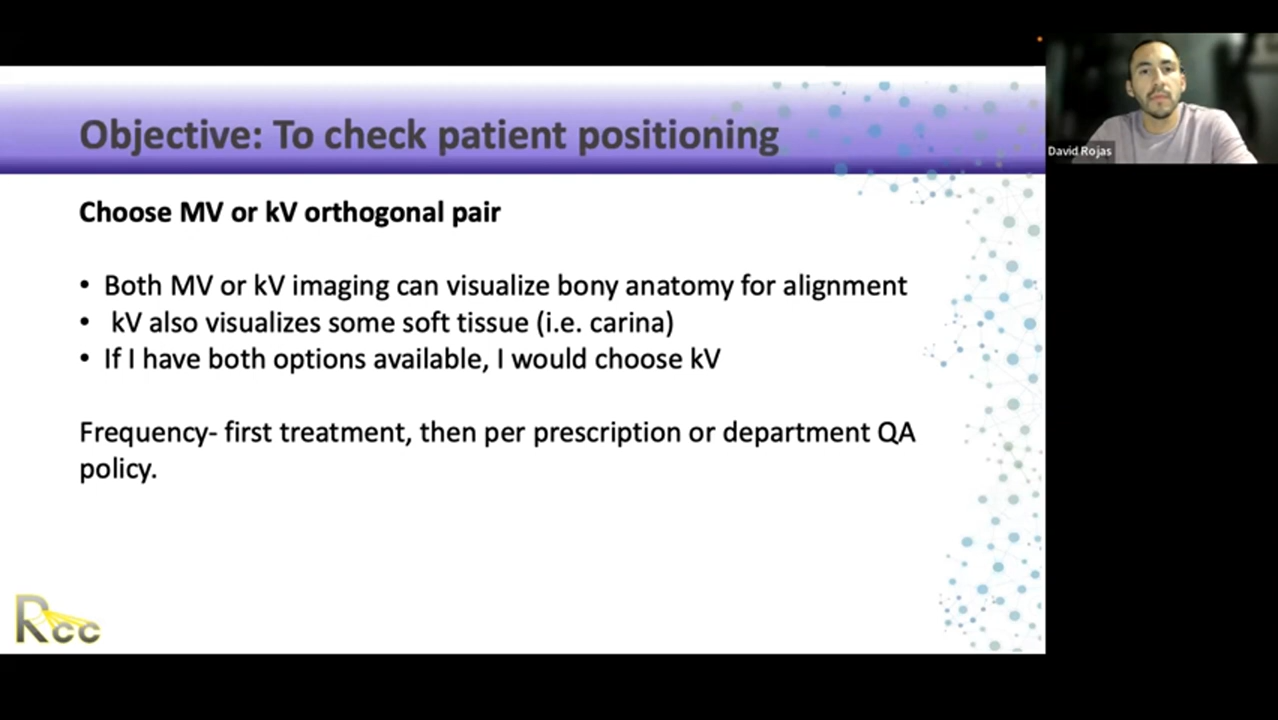 Objective: To check patient positioning
David Rojas
Choose MV or kV orthogonal pair
• Both MV or kV imaging can visualize bony anatomy for alignment
• kV also visualizes some soft tissue (i.e. carina)
• If I have both options available, I would choose kV
Frequency- first treatment, then per prescription or department QA
policy.
Rcc